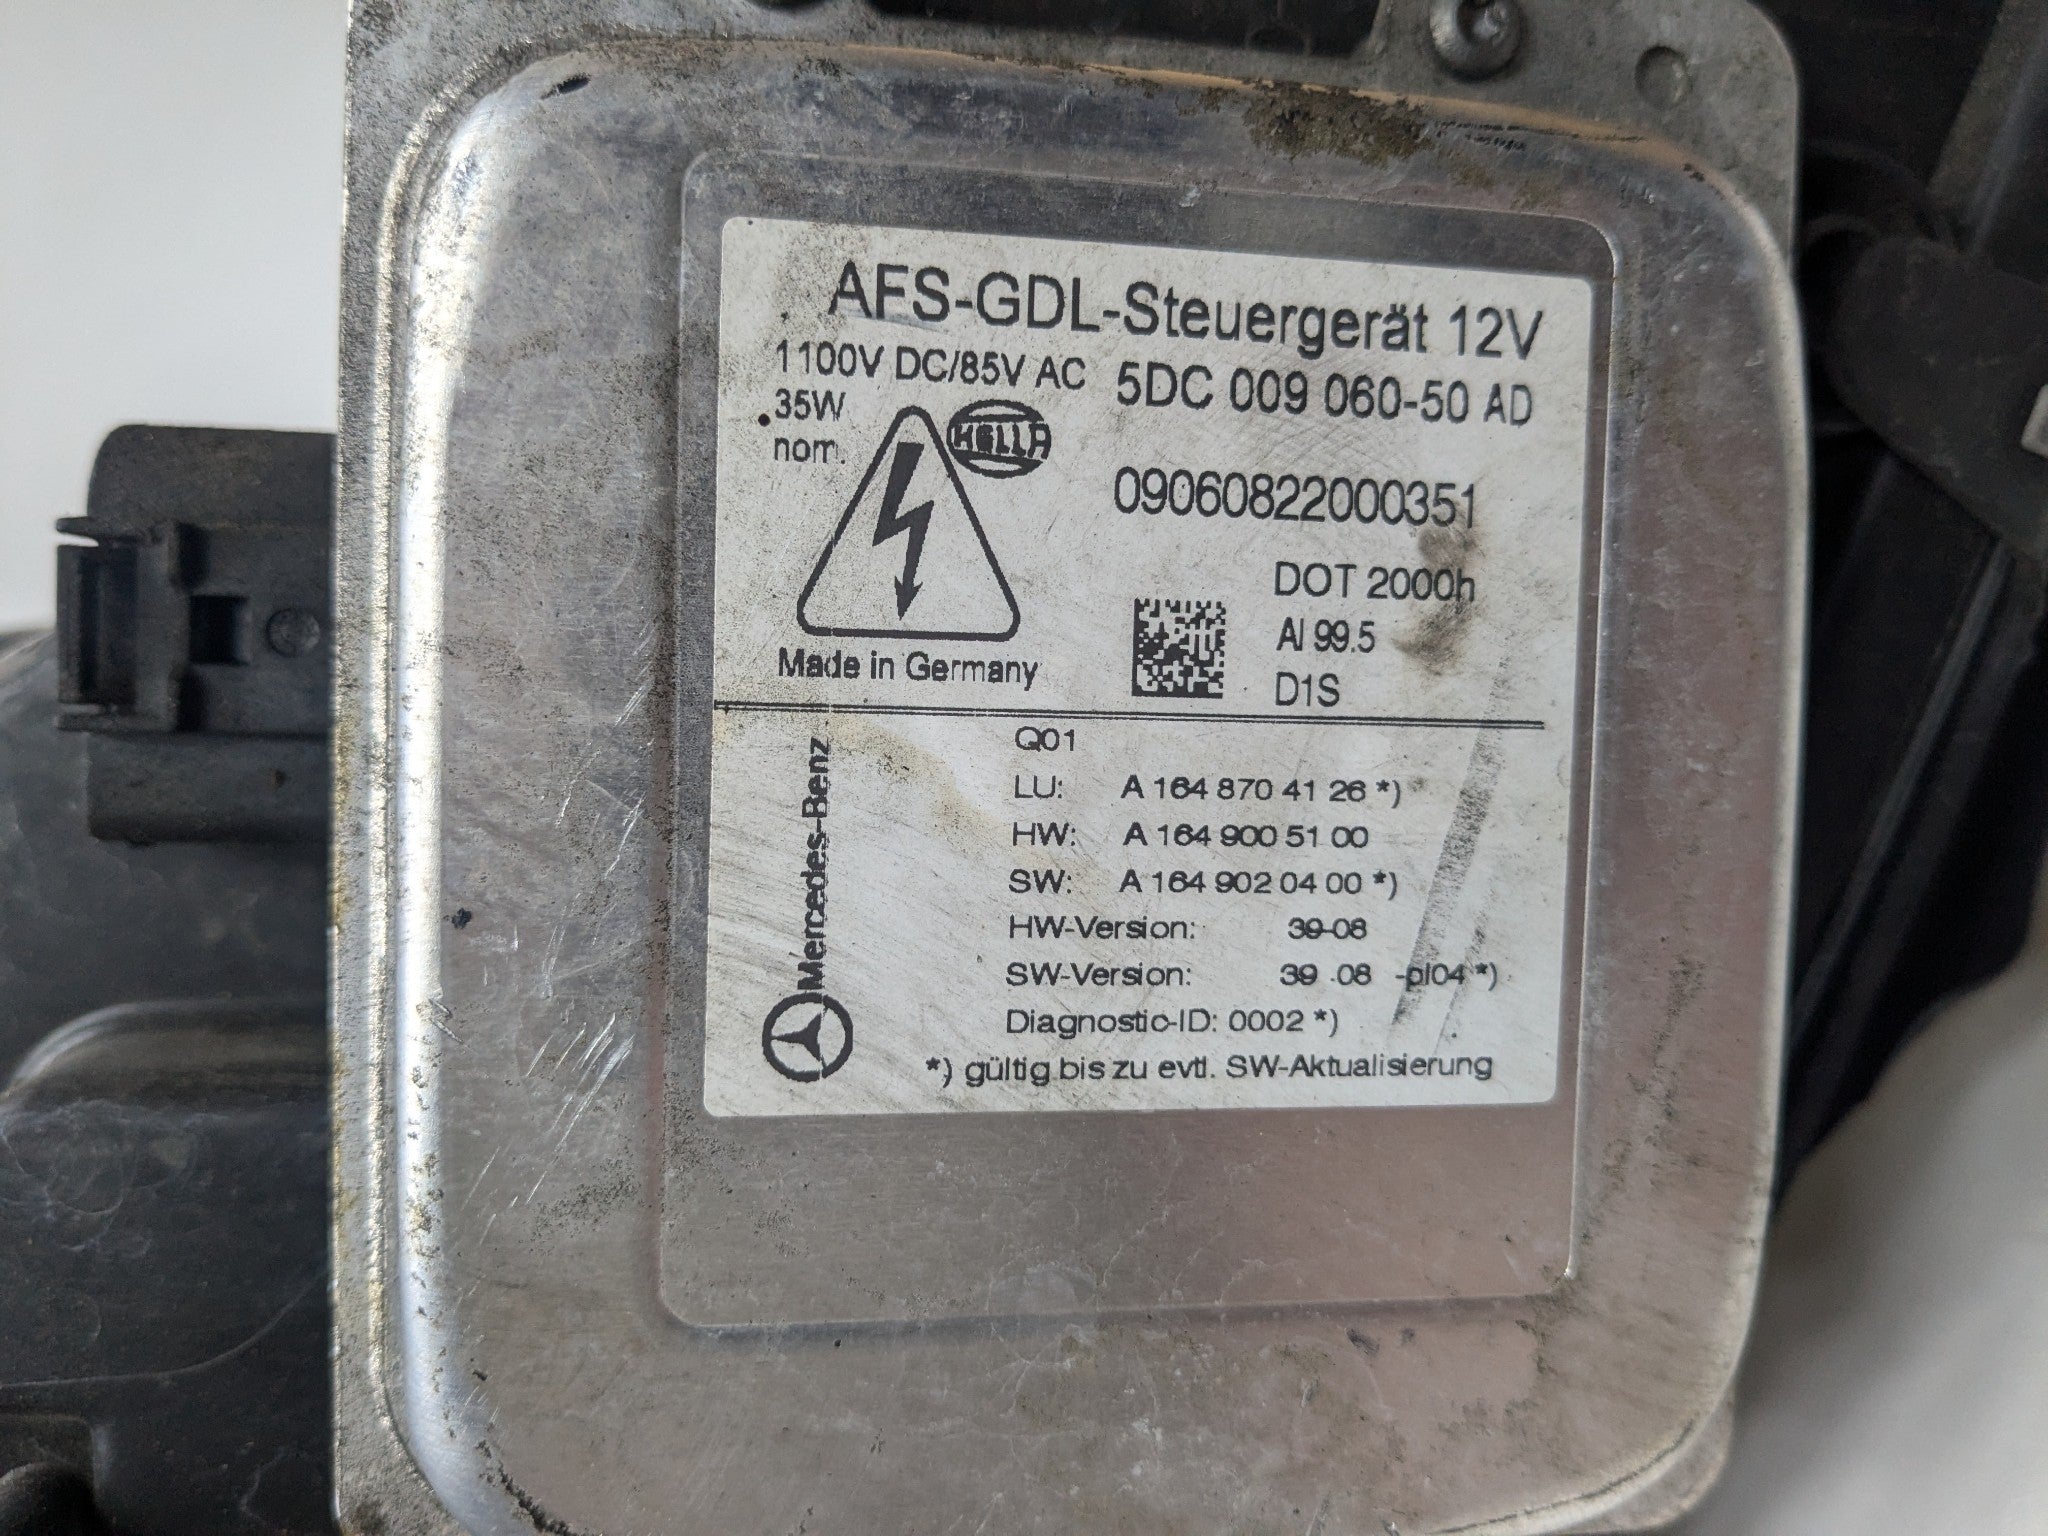 AFS-GDL-Steuergerät 12V
1100V DC/85V AC 5DC 009 060-50 AD
35W
nom.
HELLA
09060822000351
DOT 2000h
Al 99.5
D1S
Made in Germany
Mercedes-Benz
Q01
LU: A 164 870 41 26 *)
HW: A 164 900 51 00
SW: A 164 902 04 00 *)
HW-Version: 39-08
SW-Version: 39 .08 -pl04 *)
Diagnostic-ID: 0002 *)
*) gültig bis zu evtl. SW-Aktualisierung